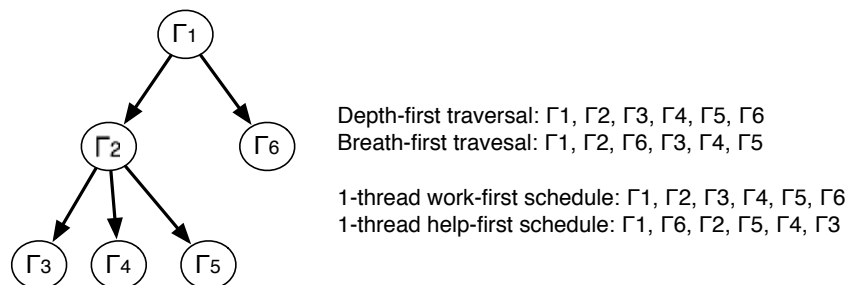 Γ1
Γ2
Γ6
Γ3
Γ4
Γ5
Depth-first traversal: Γ1, Γ2, Γ3, Γ4, Γ5, Γ6
Breath-first travesal: Γ1, Γ2, Γ6, Γ3, Γ4, Γ5
1-thread work-first schedule: Γ1, Γ2, Γ3, Γ4, Γ5, Γ6
1-thread help-first schedule: Γ1, Γ6, Γ2, Γ5, Γ4, Γ3